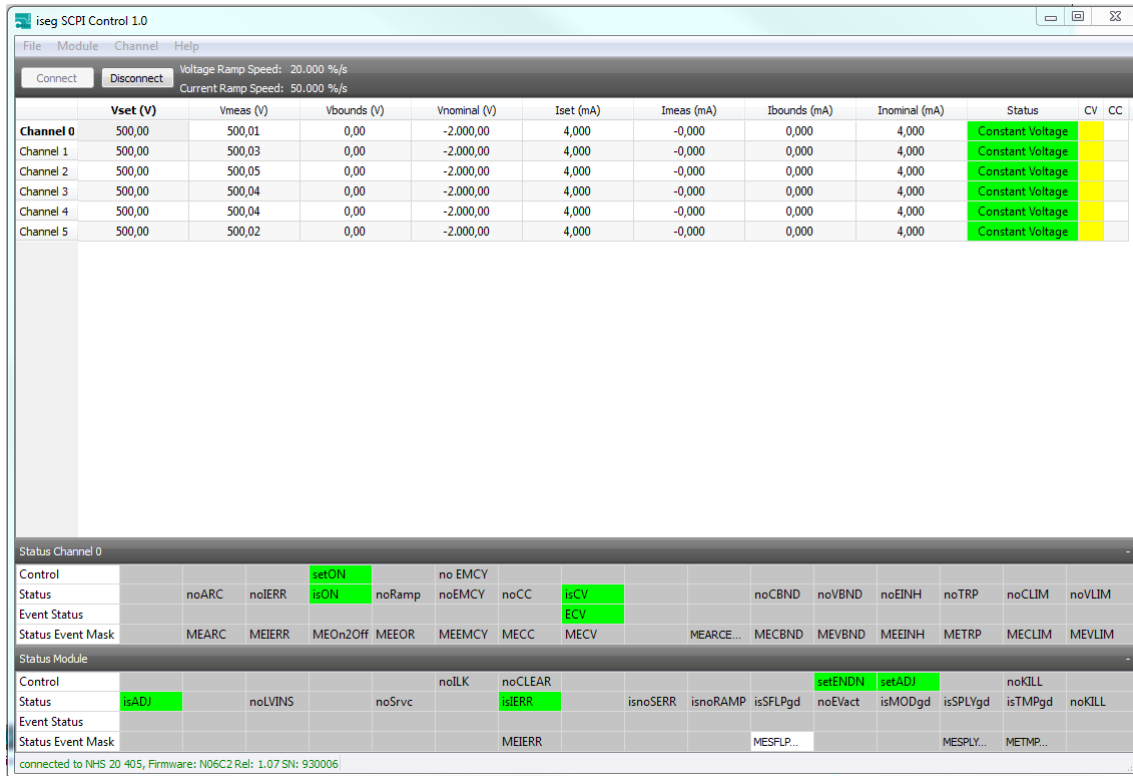 iseg SCPI Control 1.0
File Module Channel Help
Connect Disconnect Voltage Ramp Speed: 20.000 %/s
Current Ramp Speed: 50.000 %/s
Vset (V) Vmeas (V) Vbounds (V) Vnominal (V) Iset (mA) Imeas (mA) Ibounds (mA) Inominal (mA) Status CV CC
Channel 0 500,00 500,01 0,00 -2.000,00 4,000 -0,000 0,000 4,000 Constant Voltage
Channel 1 500,00 500,03 0,00 -2.000,00 4,000 -0,000 0,000 4,000 Constant Voltage
Channel 2 500,00 500,05 0,00 -2.000,00 4,000 -0,000 0,000 4,000 Constant Voltage
Channel 3 500,00 500,04 0,00 -2.000,00 4,000 -0,000 0,000 4,000 Constant Voltage
Channel 4 500,00 500,04 0,00 -2.000,00 4,000 -0,000 0,000 4,000 Constant Voltage
Channel 5 500,00 500,02 0,00 -2.000,00 4,000 -0,000 0,000 4,000 Constant Voltage
Status Channel 0 -
Control setON no EMCY
Status noARC noIERR isON noRamp noEMCY noCC isCV noCBND noVBND noEINH noTRP noCLIM noVLIM
Event Status ECV
Status Event Mask MEARC MEIERR MEOn2Off MEEOR MEEMCY MECC MECV MEARCE... MECBND MEVBND MEEINH METRP MECLIM MEVLIM
Status Module -
Control noILK noCLEAR setENDN setADJ noKILL
Status isADJ noLVINS noSrvc isIERR isnoSERR isnoRAMP isSFLPgd noEVact isMODgd isSPLYgd isTMPgd noKILL
Event Status
Status Event Mask MEIERR MESFLP... MESPLY... METMP...
connected to NHS 20 405, Firmware: N06C2 Rel: 1.07 SN: 930006